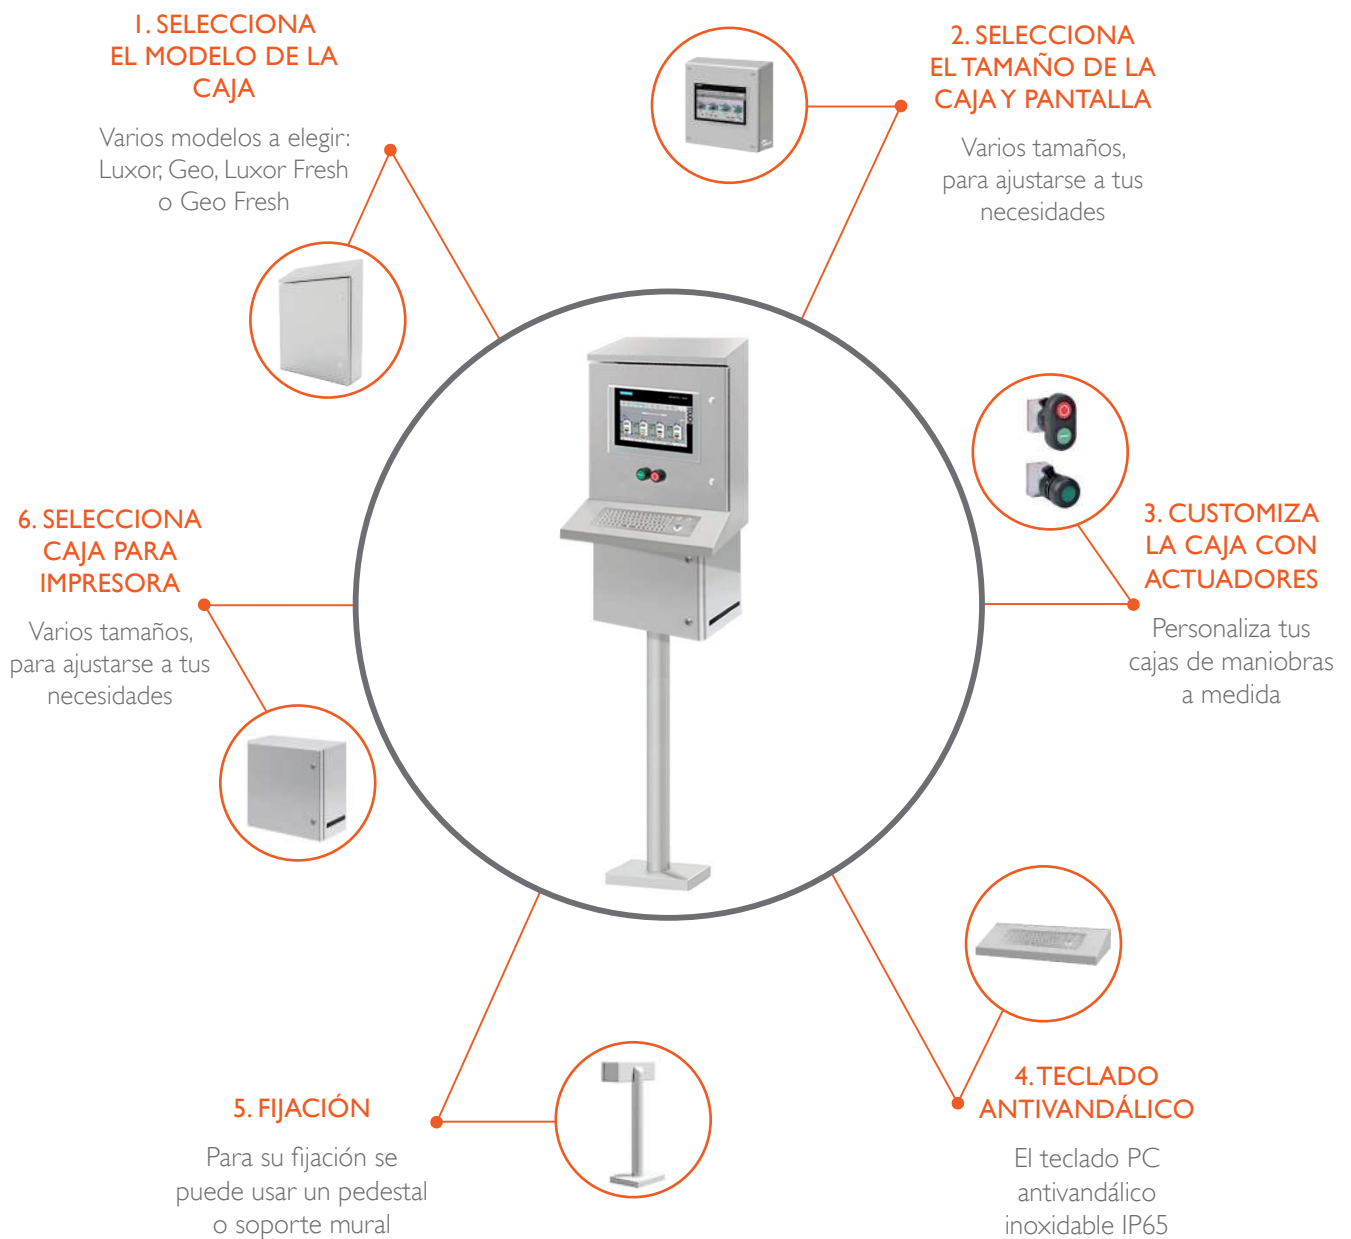 1. SELECCIONA
EL MODELO DE LA
CAJA
Varios modelos a elegir:
Luxor, Geo, Luxor Fresh
o Geo Fresh
2. SELECCIONA
EL TAMAÑO DE LA
CAJA Y PANTALLA
Varios tamaños,
para ajustarse a tus
necesidades
3. CUSTOMIZA
LA CAJA CON
ACTUADORES
Personaliza tus
cajas de maniobras
a medida
4. TECLADO
ANTIVANDÁLICO
El teclado PC
antivandálico
inoxidable IP65
5. FIJACIÓN
Para su fijación se
puede usar un pedestal
o soporte mural
6. SELECCIONA
CAJA PARA
IMPRESORA
Varios tamaños,
para ajustarse a tus
necesidades
TOUCH